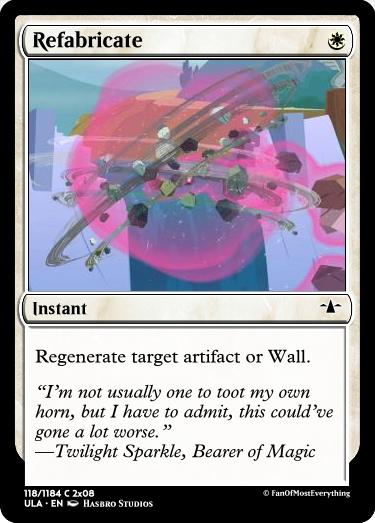 Refabricate
Instant
Regenerate target artifact or Wall.
“I’m not usually one to toot my own
horn, but I have to admit, this could’ve
gone a lot worse.”
—Twilight Sparkle, Bearer of Magic
118/1184 C 2x08
ULA • EN Hasbro Studios
© FanOfMostEverything